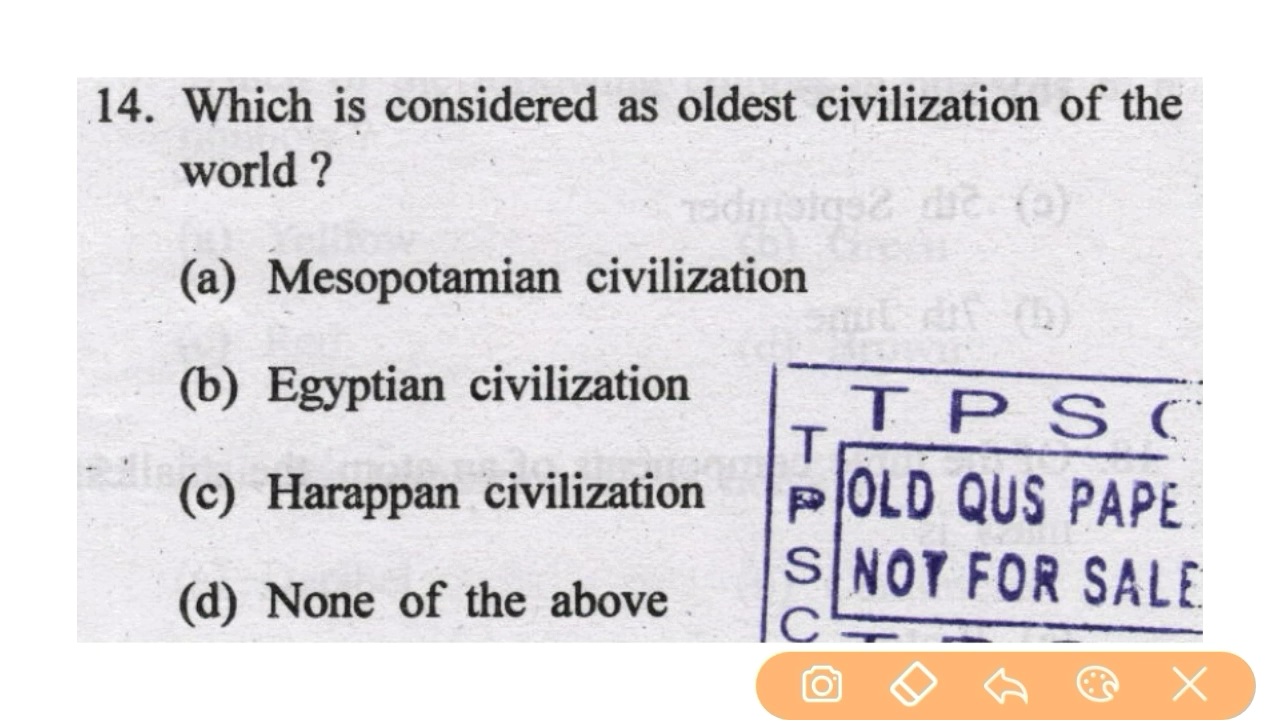 14. Which is considered as oldest civilization of the
world ?
(a) Mesopotamian civilization
(b) Egyptian civilization
(c) Harappan civilization
(d) None of the above
T P S C
T P S C
OLD QUS PAPE
NOT FOR SALE